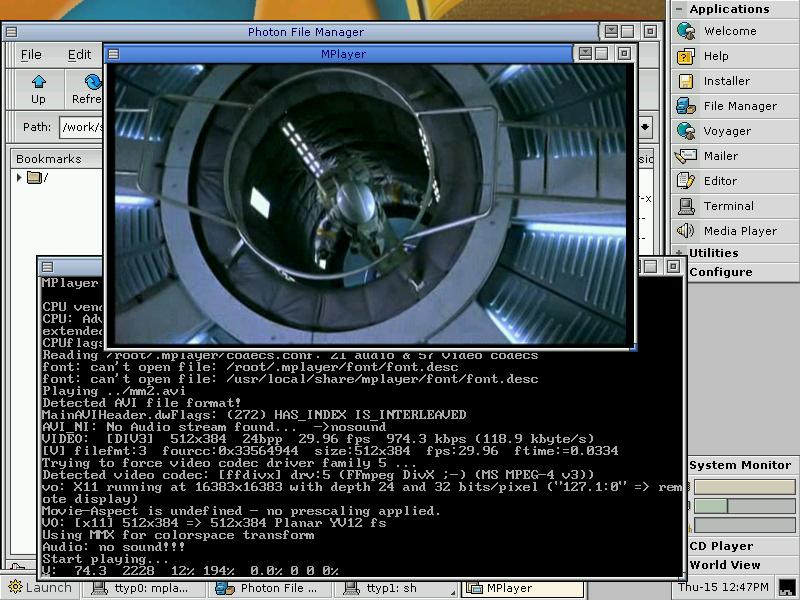 Photon File Manager
File Edit
Up Refre
Path: /work/s
Bookmarks
/
MPlayer
MPlayer
CPU ven
CPU: Adv
extended
CPUflags
Reading /root/.mplayer/codecs.conf: 21 audio & 57 video codecs
font: can't open file: /root/.mplayer/font/font.desc
font: can't open file: /usr/local/share/mplayer/font/font.desc
Playing ../mm2.avi
Detected AVI file format!
MainAVIHeader.dwFlags: (272) HAS_INDEX IS_INTERLEAVED
AVI_NI: No Audio stream found... ->nosound
VIDEO: [DIV3] 512x384 24bpp 29.96 fps 974.3 kbps (118.9 kbyte/s)
[V] filefmt:3 fourcc:0x33564944 size:512x384 fps:29.96 ftime:=0.0334
Trying to force video codec driver family 5 ...
Detected video codec: [ffdivx] drv:5 (FFmpeg DivX ;-) (MS MPEG-4 v3))
vo: X11 running at 16383x16383 with depth 24 and 32 bits/pixel ("127.1:0" => rem
ote display)
Movie-Aspect is undefined - no prescaling applied.
VO: [x11] 512x384 => 512x384 Planar YV12 fs
Using MMX for colorspace transform
Audio: no sound!!!
Start playing...
V: 74.3 2228 12% 194% 0.0% 0 0 0%
Applications
Welcome
Help
Installer
File Manager
Voyager
Mailer
Editor
Terminal
Media Player
Utilities
Configure
System Monitor
CD Player
World View
Launch ttyp0: mpla... Photon File ... ttyp1: sh MPlayer Thu-15 12:47PM